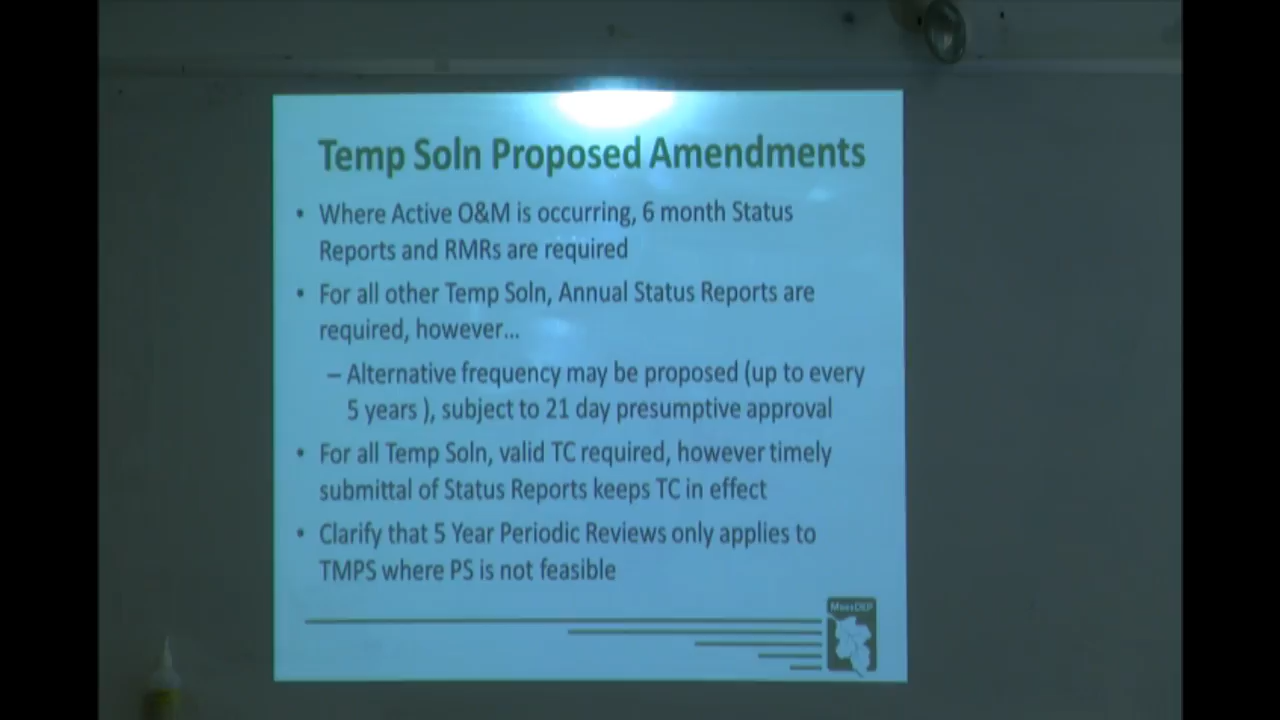 Temp Soln Proposed Amendments
• Where Active O&M is occurring, 6 month Status
Reports and RMRs are required
• For all other Temp Soln, Annual Status Reports are
required, however...
– Alternative frequency may be proposed (up to every
5 years ), subject to 21 day presumptive approval
• For all Temp Soln, valid TC required, however timely
submittal of Status Reports keeps TC in effect
• Clarify that 5 Year Periodic Reviews only applies to
TMPS where PS is not feasible
MassDEP